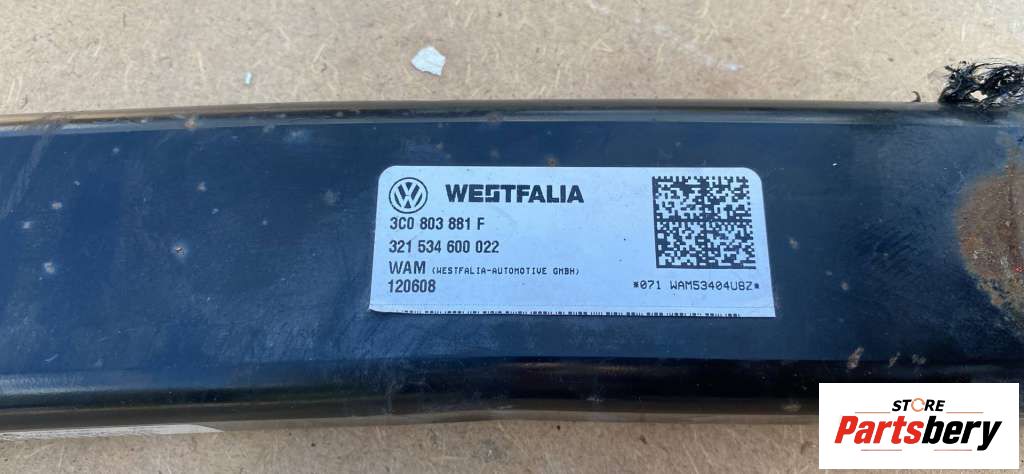 WESTFALIA
3C0 803 881 F
321 534 600 022
WAM (WESTFALIA-AUTOMOTIVE GMBH)
120608
*071 WAM53404U8Z*
STORE
Partsbery